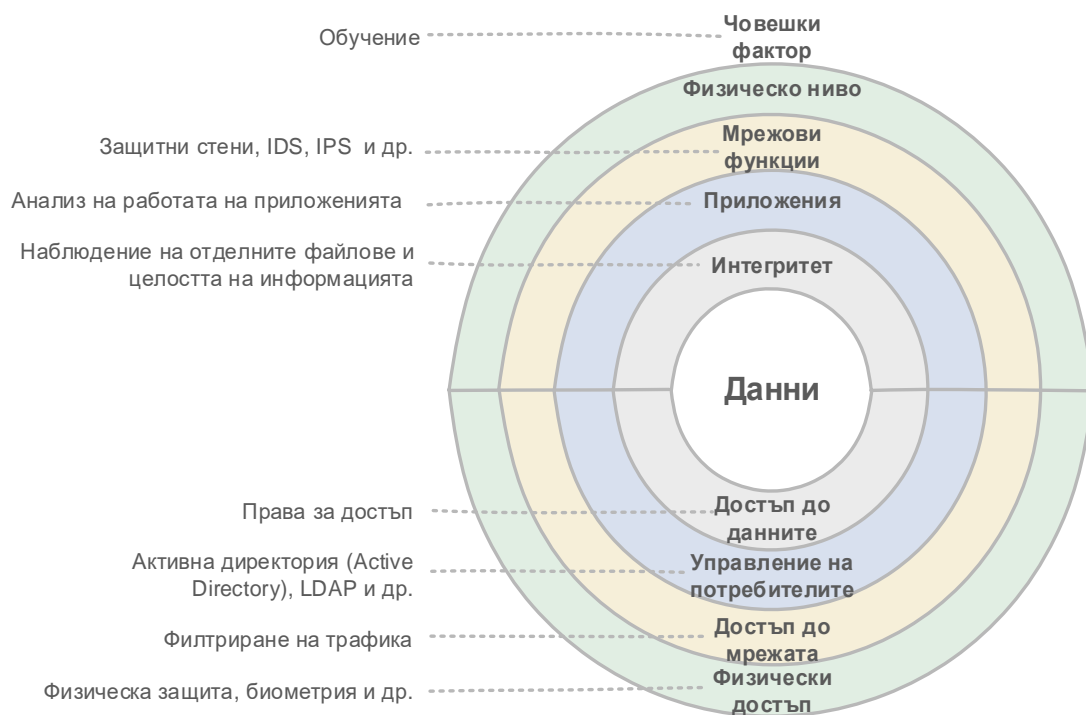 Обучение
Човешки
фактор
Физическо ниво
Защитни стени, IDS, IPS и др.
Мрежови
функции
Анализ на работата на приложенията
Приложения
Наблюдение на отделните файлове и
целостта на информацията
Интегритет
Данни
Права за достъп
Достъп до
данните
Активна директория (Active
Directory), LDAP и др.
Управление на
потребителите
Филтриране на трафика
Достъп до
мрежата
Физическа защита, биометрия и др.
Физически
достъп